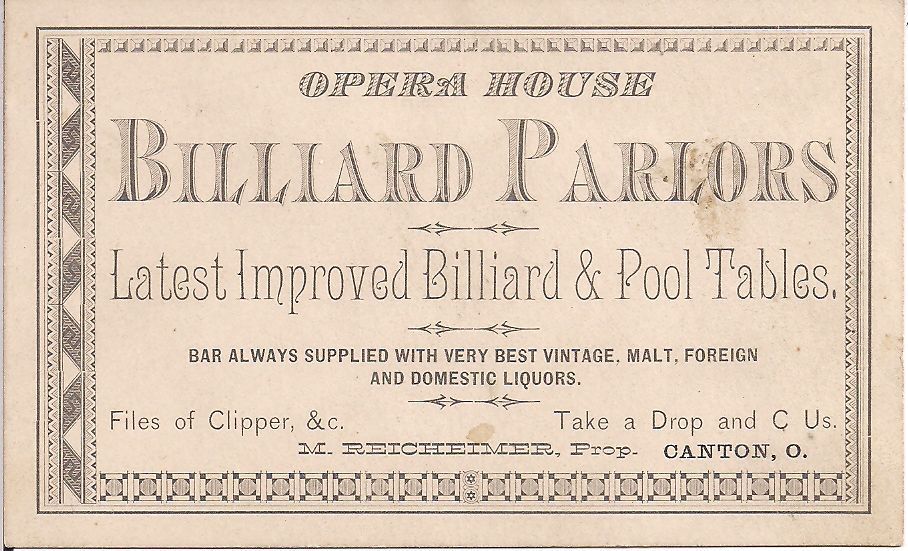 OPERA HOUSE
BILLIARD PARLORS
Latest Improved Billiard & Pool Tables.
BAR ALWAYS SUPPLIED WITH VERY BEST VINTAGE, MALT, FOREIGN
AND DOMESTIC LIQUORS.
Files of Clipper, &c. Take a Drop and C Us.
M. REICHEIMER, Prop. CANTON, O.